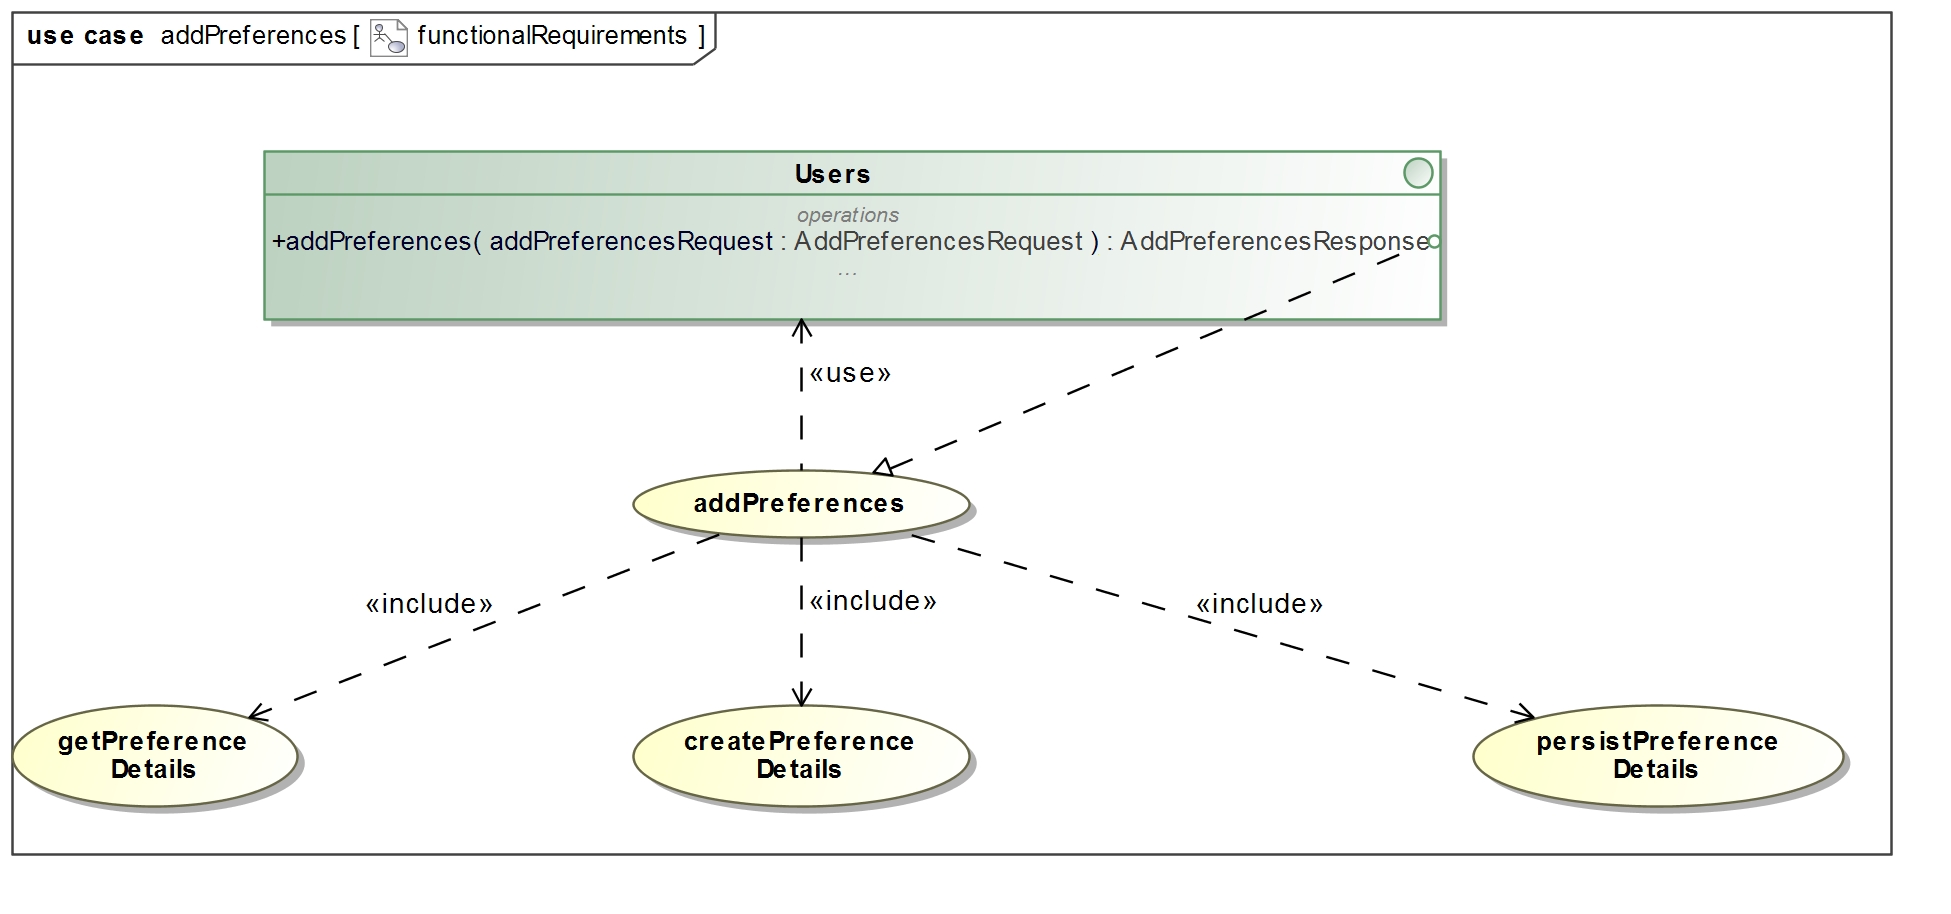 use case addPreferences [ functionalRequirements ]
Users
operations
+addPreferences( addPreferencesRequest : AddPreferencesRequest ) : AddPreferencesResponse
...
«use»
addPreferences
«include»
«include»
«include»
getPreference
Details
createPreference
Details
persistPreference
Details